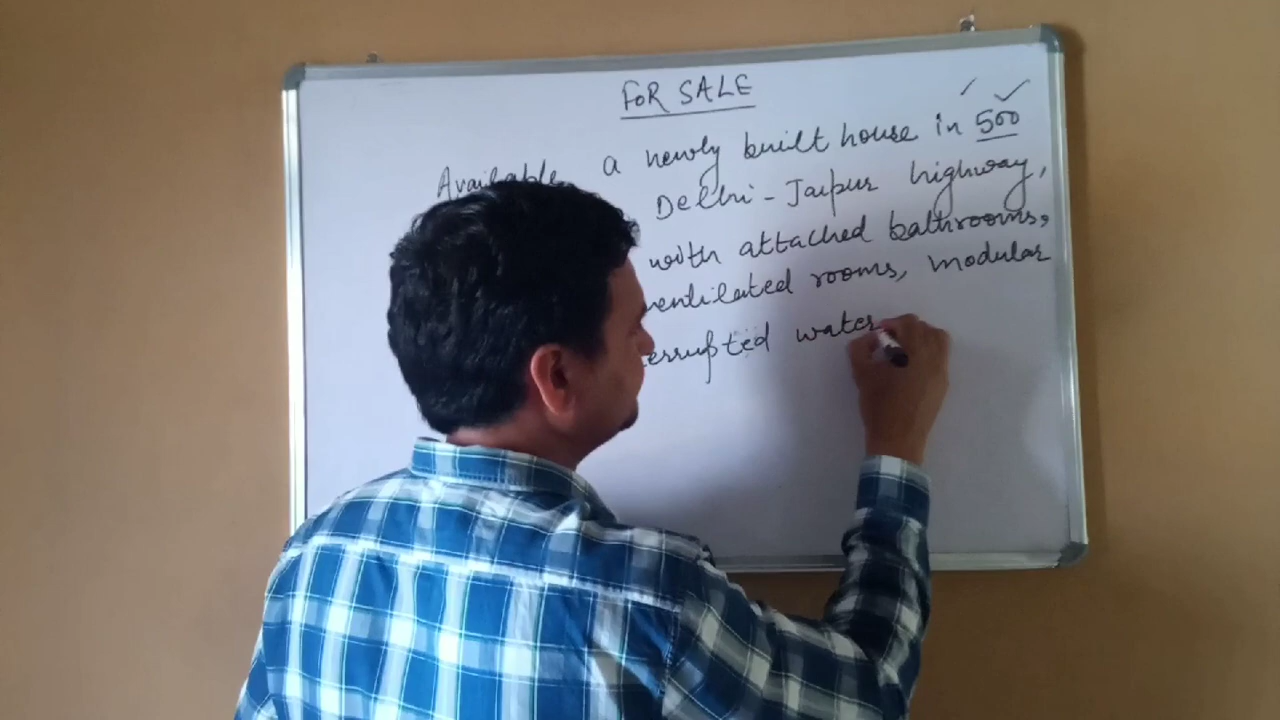 FOR SALE
Available a newly built house in 500
Delhi - Jaipur highway,
with attached bathrooms,
ventilated rooms, modular
errupted water